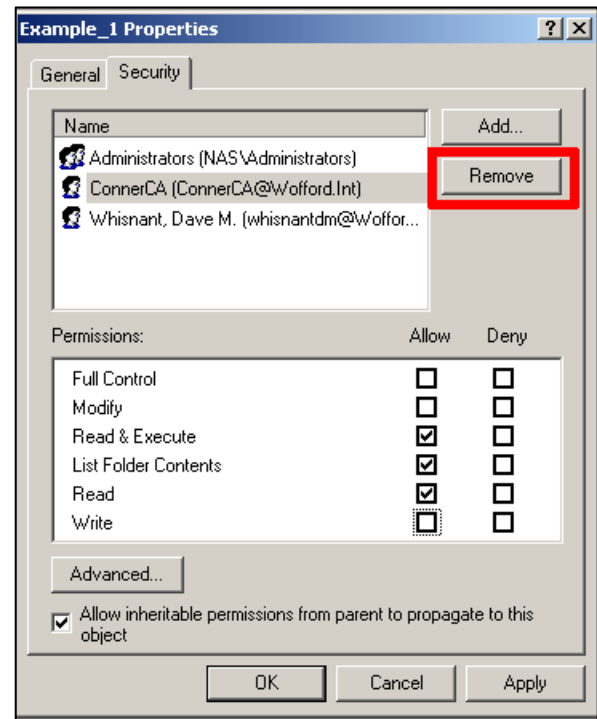 Example_1 Properties
General Security
Name
Add...
Administrators (NAS\Administrators)
Remove
ConnerCA (ConnerCA@Wofford.Int)
Whisnant, Dave M. (whisnantdm@Woffor...
Permissions: Allow Deny
Full Control
Modify
Read & Execute
List Folder Contents
Read
Write
Advanced...
Allow inheritable permissions from parent to propagate to this
object
OK Cancel Apply